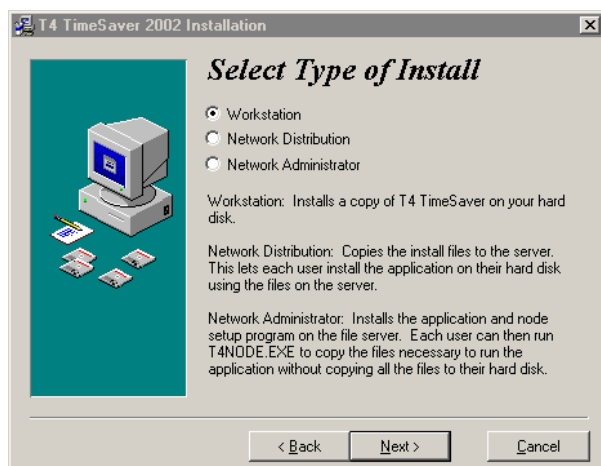 T4 TimeSaver 2002 Installation
Select Type of Install
Workstation
Network Distribution
Network Administrator
Workstation: Installs a copy of T4 TimeSaver on your hard
disk.
Network Distribution: Copies the install files to the server.
This lets each user install the application on their hard disk
using the files on the server.
Network Administrator: Installs the application and node
setup program on the file server. Each user can then run
T4NODE.EXE to copy the files necessary to run the
application without copying all the files to their hard disk.
< Back Next > Cancel